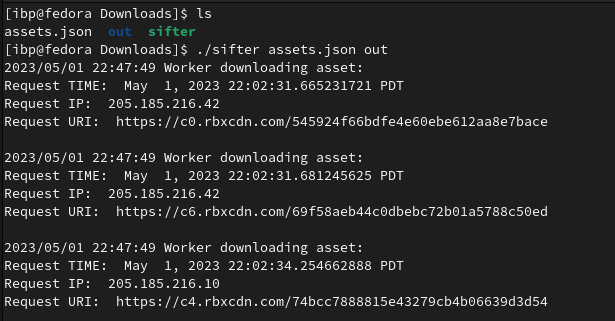 [ibp@fedora Downloads]$ ls
assets.json  out  sifter
[ibp@fedora Downloads]$ ./sifter assets.json out
2023/05/01 22:47:49 Worker downloading asset:
Request TIME:  May  1, 2023 22:02:31.665231721 PDT
Request IP:  205.185.216.42
Request URI:  https://c0.rbxcdn.com/545924f66bdfe4e60ebe612aa8e7bace
2023/05/01 22:47:49 Worker downloading asset:
Request TIME:  May  1, 2023 22:02:31.681245625 PDT
Request IP:  205.185.216.42
Request URI:  https://c6.rbxcdn.com/69f58aeb44c0dbebc72b01a5788c50ed
2023/05/01 22:47:49 Worker downloading asset:
Request TIME:  May  1, 2023 22:02:34.254662888 PDT
Request IP:  205.185.216.10
Request URI:  https://c4.rbxcdn.com/74bcc7888815e43279cb4b06639d3d54